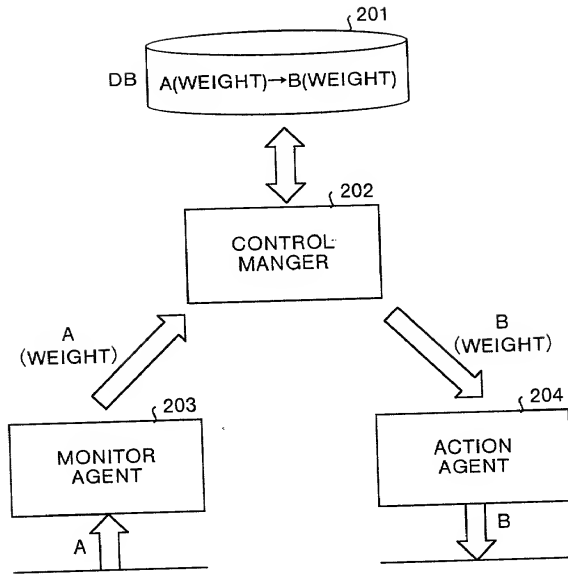 201
DB
A(WEIGHT)→B(WEIGHT)
202
CONTROL
MANGER
A
(WEIGHT)
B
(WEIGHT)
203
MONITOR
AGENT
204
ACTION
AGENT
A
B